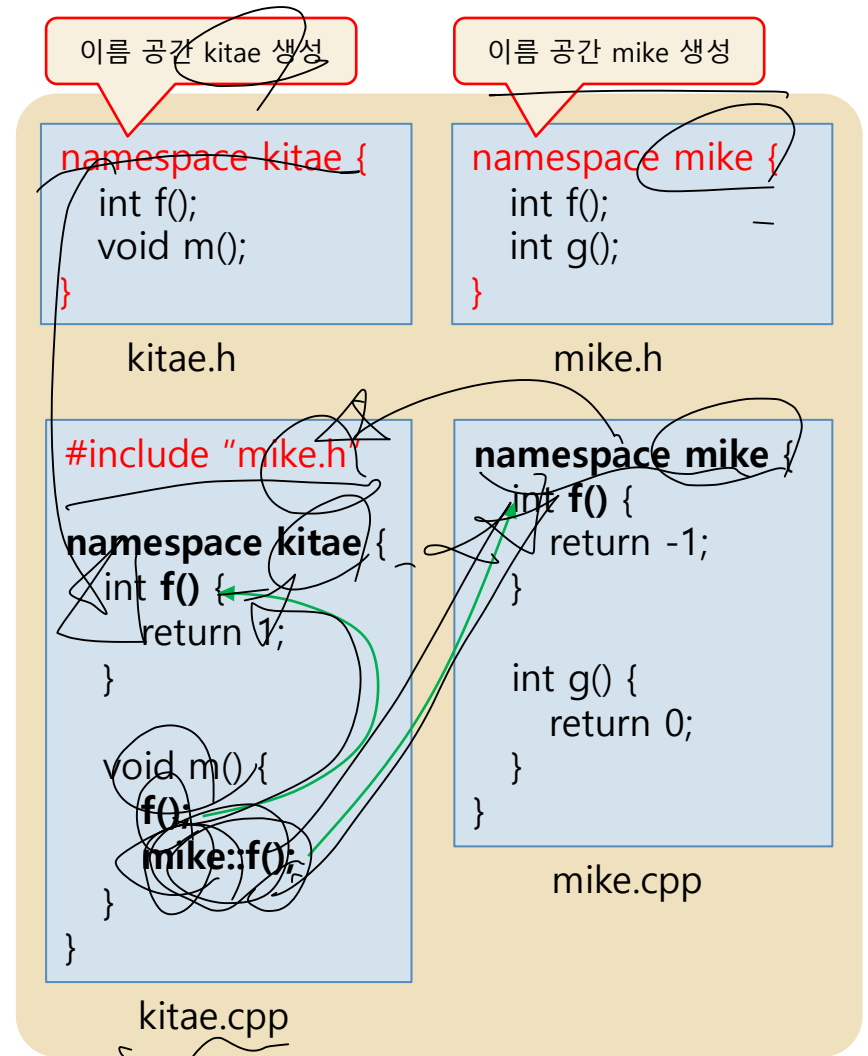 이름 공간 kitae 생성
이름 공간 mike 생성
namespace kitae {
int f();
void m();
}
kitae.h
namespace mike {
int f();
int g();
}
mike.h
#include “mike.h”
namespace kitae {
int f() {
return 1;
}
void m() {
f();
mike::f();
}
}
kitae.cpp
namespace mike {
int f() {
return -1;
}
int g() {
return 0;
}
}
mike.cpp